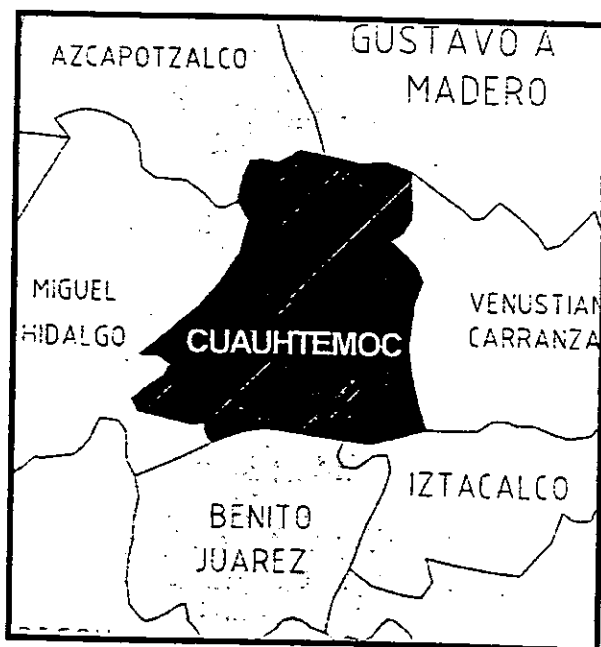 AZCAPOTZALCO
GUSTAVO A
MADERO
MIGUEL
HIDALGO
CUAUHTEMOC
VENUSTIAN
CARRANZA
IZTACALCO
BENITO
JUAREZ